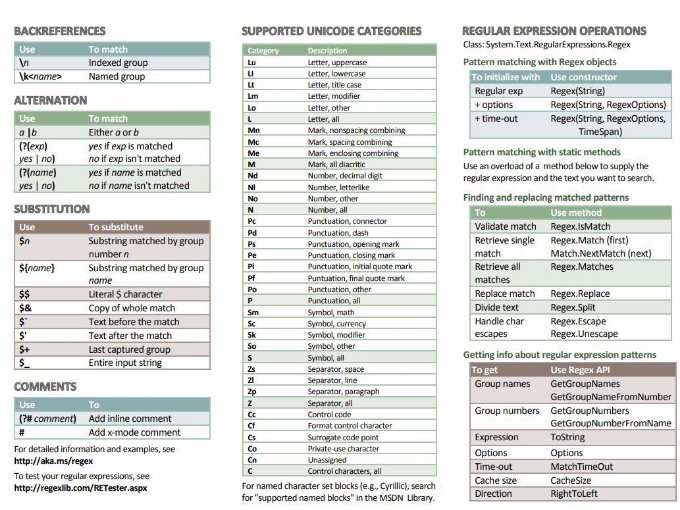 BACKREFERENCES
Use To match
\n Indexed group
\k<name> Named group
ALTERNATION
Use To match
a |b Either a or b
(?(exp) yes if exp is matched
yes | no) no if exp isn't matched
(?(name) yes if name is matched
yes | no) no if name isn't matched
SUBSTITUTION
Use To substitute
$n Substring matched by group
number n
${name} Substring matched by group
name
$$ Literal $ character
$& Copy of whole match
$` Text before the match
$' Text after the match
$+ Last captured group
$_ Entire input string
COMMENTS
Use To
(?# comment) Add inline comment
# Add x-mode comment
For detailed information and examples, see
http://aka.ms/regex
To test your regular expressions, see
http://regexlib.com/RETester.aspx
SUPPORTED UNICODE CATEGORIES
Category Description
Lu Letter, uppercase
Ll Letter, lowercase
Lt Letter, title case
Lm Letter, modifier
Lo Letter, other
L Letter, all
Mn Mark, nonspacing combining
Mc Mark, spacing combining
Me Mark, enclosing combining
M Mark, all diacritic
Nd Number, decimal digit
Nl Number, letterlike
No Number, other
N Number, all
Pc Punctuation, connector
Pd Punctuation, dash
Ps Punctuation, opening mark
Pe Punctuation, closing mark
Pi Punctuation, initial quote mark
Pf Puntuation, final quote mark
Po Punctuation, other
P Punctuation, all
Sm Symbol, math
Sc Symbol, currency
Sk Symbol, modifier
So Symbol, other
S Symbol, all
Zs Separator, space
Zl Separator, line
Zp Separator, paragraph
Z Separator, all
Cc Control code
Cf Format control character
Cs Surrogate code point
Co Private-use character
Cn Unassigned
C Control characters, all
For named character set blocks (e.g., Cyrillic), search
for "supported named blocks" in the MSDN Library.
REGULAR EXPRESSION OPERATIONS
Class: System.Text.RegularExpressions.Regex
Pattern matching with Regex objects
To initialize with Use constructor
Regular exp Regex(String)
+ options Regex(String, RegexOptions)
+ time-out Regex(String, RegexOptions,
TimeSpan)
Pattern matching with static methods
Use an overload of a method below to supply the
regular expression and the text you want to search.
Finding and replacing matched patterns
To Use method
Validate match Regex.IsMatch
Retrieve single Regex.Match (first)
match Match.NextMatch (next)
Retrieve all Regex.Matches
matches
Replace match Regex.Replace
Divide text Regex.Split
Handle char Regex.Escape
escapes Regex.Unescape
Getting info about regular expression patterns
To get Use Regex API
Group names GetGroupNames
GetGroupNameFromNumber
Group numbers GetGroupNumbers
GetGroupNumberFromName
Expression ToString
Options Options
Time-out MatchTimeOut
Cache size CacheSize
Direction RightToLeft